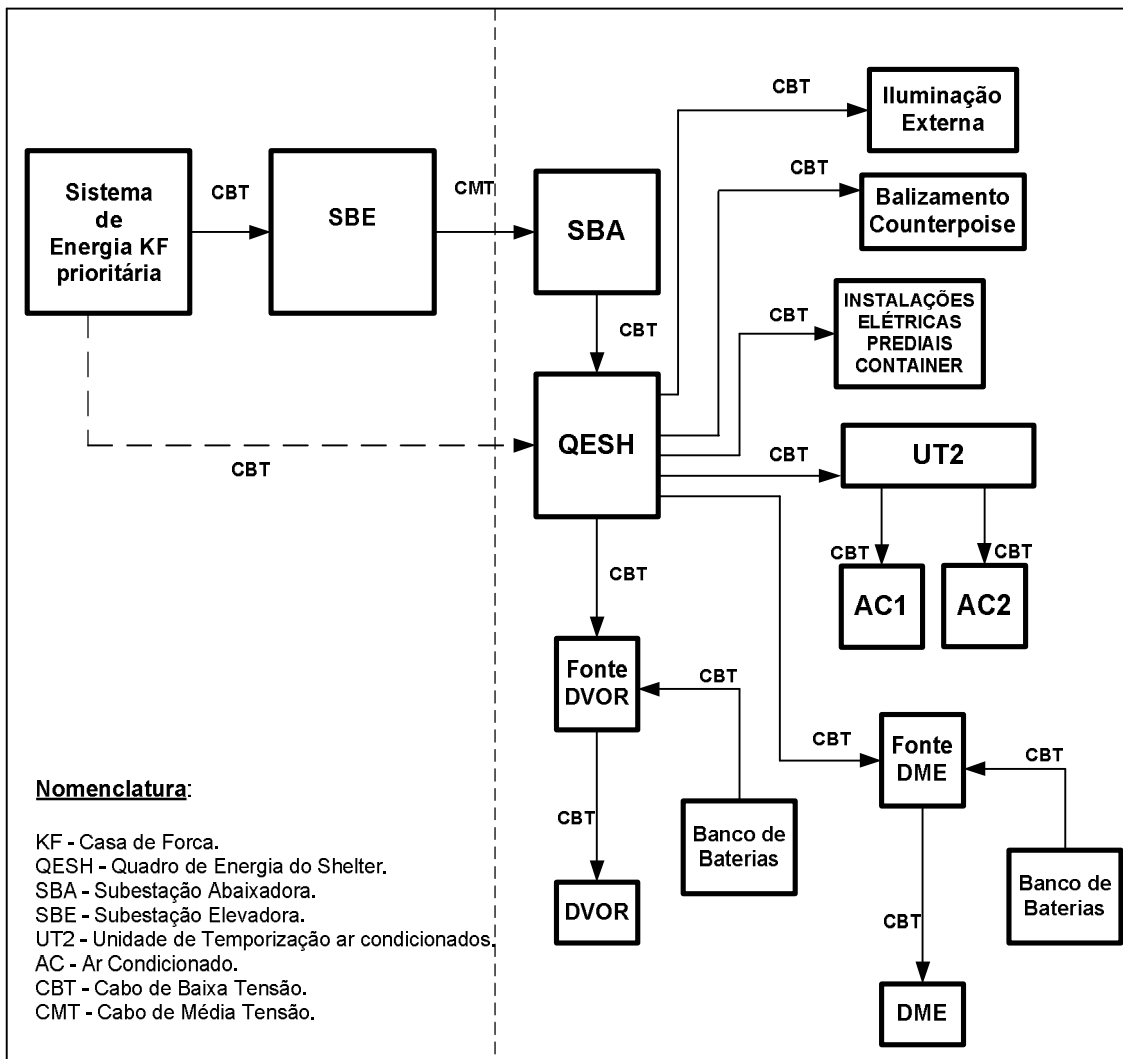 Sistema
de
Energia KF
prioritária
CBT
SBE
CMT
SBA
CBT
QESH
CBT
CBT
Iluminação
Externa
CBT
Balizamento
Counterpoise
CBT
INSTALAÇÕES
ELÉTRICAS
PREDIAIS
CONTAINER
CBT
UT2
CBT
AC1
CBT
AC2
CBT
Fonte
DVOR
CBT
Banco de
Baterias
CBT
DVOR
CBT
Fonte
DME
CBT
Banco de
Baterias
CBT
DME
Nomenclatura:
KF - Casa de Forca.
QESH - Quadro de Energia do Shelter.
SBA - Subestação Abaixadora.
SBE - Subestação Elevadora.
UT2 - Unidade de Temporização ar condicionados.
AC - Ar Condicionado.
CBT - Cabo de Baixa Tensão.
CMT - Cabo de Média Tensão.